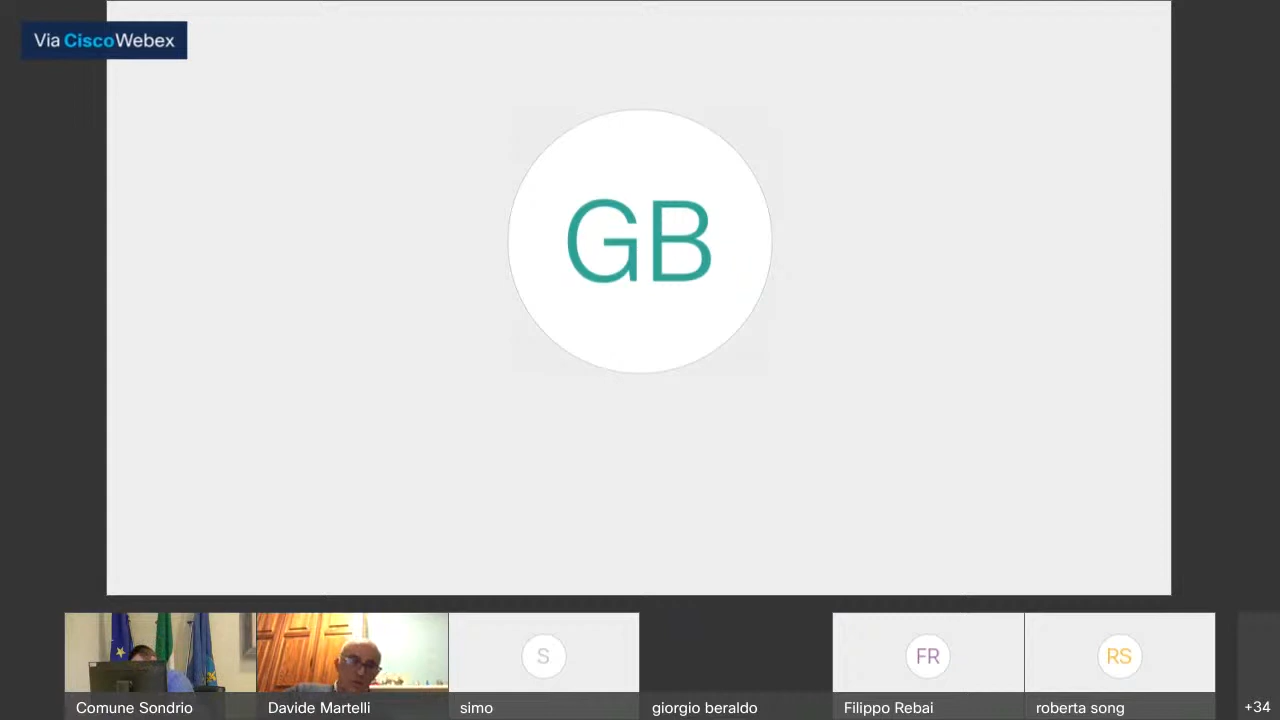 Via CiscoWebex
GB
S
FR
RS
Comune Sondrio
Davide Martelli
simo
giorgio beraldo
Filippo Rebai
roberta song
+34